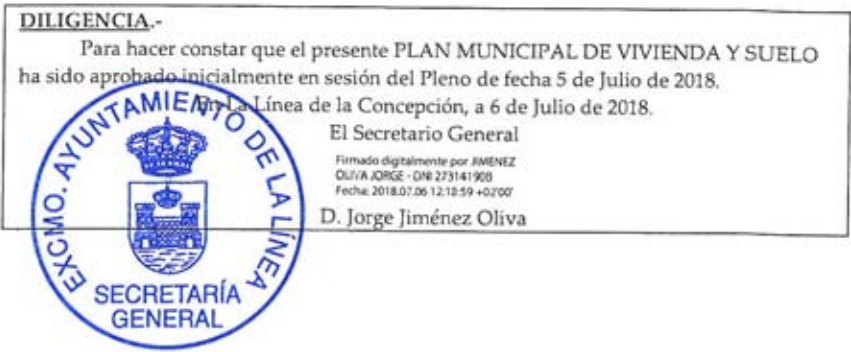 DILIGENCIA.-
Para hacer constar que el presente PLAN MUNICIPAL DE VIVIENDA Y SUELO
ha sido aprobado inicialmente en sesión del Pleno de fecha 5 de Julio de 2018.
En La Línea de la Concepción, a 6 de Julio de 2018.
El Secretario General
Firmado digitalmente por JIMENEZ
OLIVA JORGE - DNI 27314190B
Fecha: 2018.07.06 12:18:59 +02'00'
D. Jorge Jiménez Oliva
EXCMO. AYUNTAMIENTO DE LA LÍNEA
SECRETARÍA
GENERAL